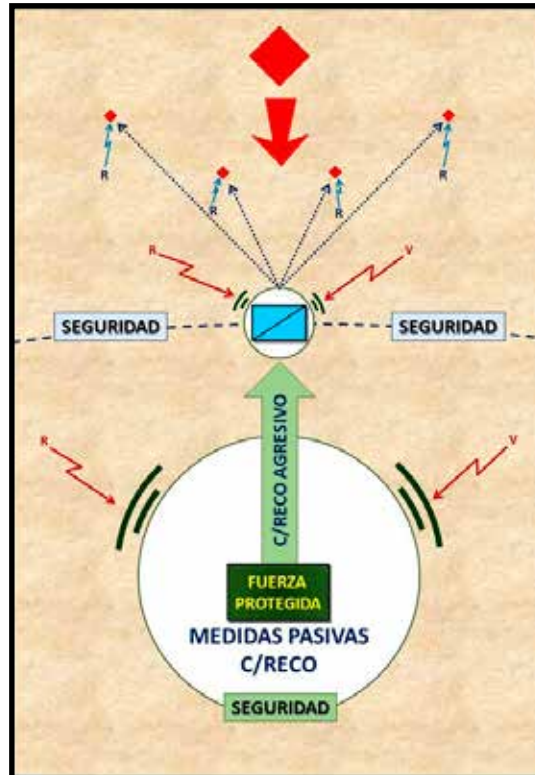 R
R
R
R
R
V
SEGURIDAD
SEGURIDAD
C/RECO AGRESIVO
R
V
FUERZA
PROTEGIDA
MEDIDAS PASIVAS
C/RECO
SEGURIDAD